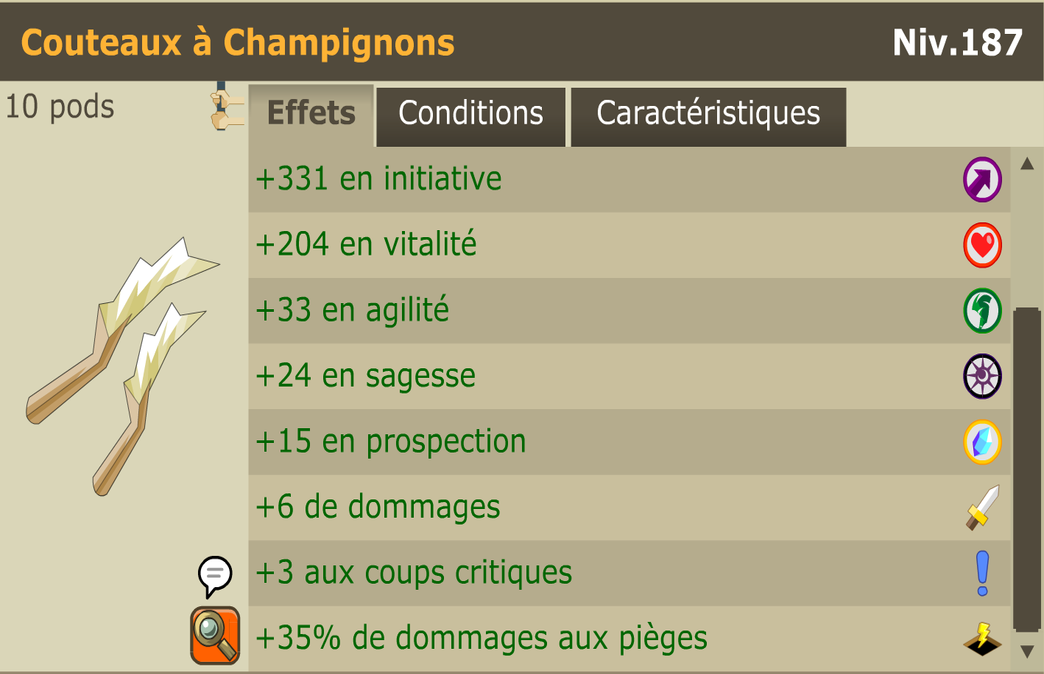 Couteaux à Champignons
Niv.187
10 pods
Effets
Conditions
Caractéristiques
+331 en initiative
+204 en vitalité
+33 en agilité
+24 en sagesse
+15 en prospection
+6 de dommages
+3 aux coups critiques
+35% de dommages aux pièges